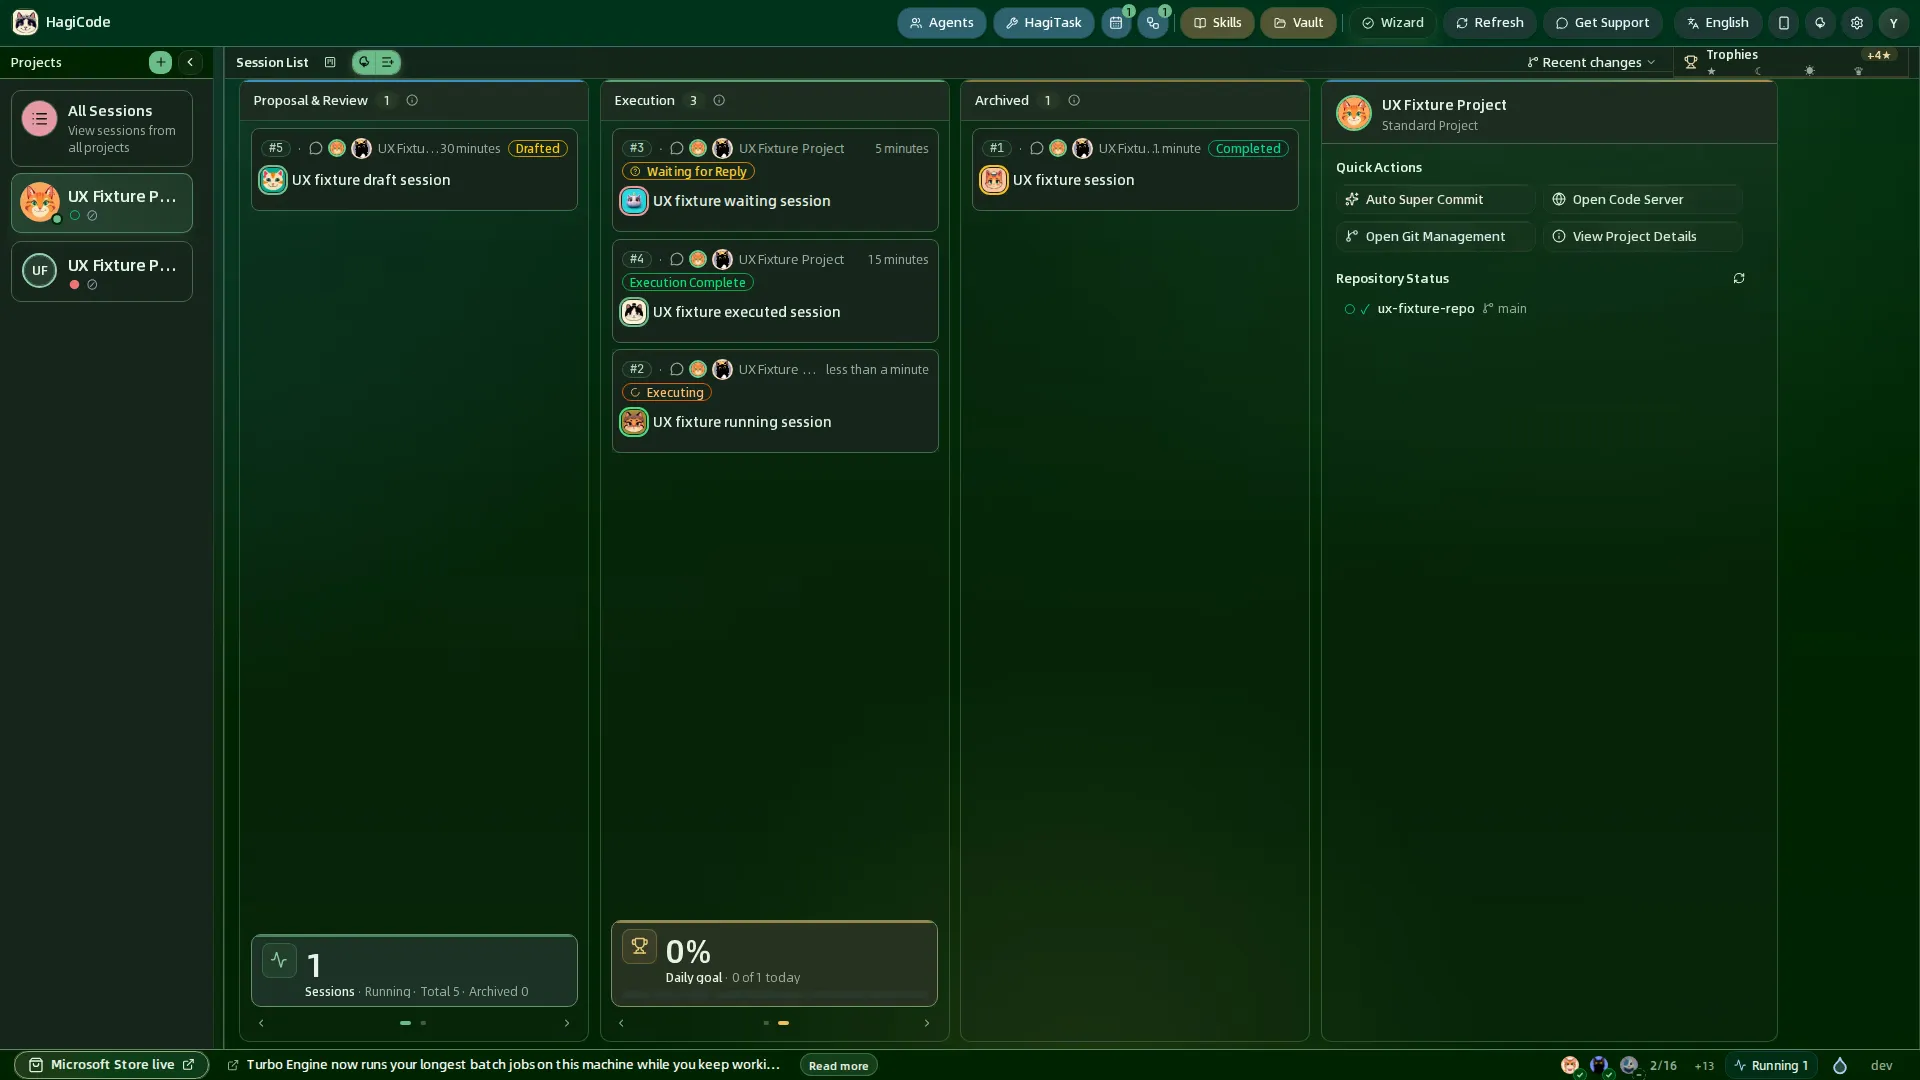 HagiCode
Agents
HagiTask
1
1
Skills
Vault
Wizard
Refresh
Get Support
English
Y
Projects
Session List
Recent changes
Trophies
+4★
All Sessions
View sessions from
all projects
UX Fixture P...
UF
UX Fixture P...
Proposal & Review 1
#5 · UX Fixtu... 30 minutes Drafted
UX fixture draft session
1
Sessions · Running · Total 5 · Archived 0
Execution 3
#3 · UX Fixture Project 5 minutes
Waiting for Reply
UX fixture waiting session
#4 · UX Fixture Project 15 minutes
Execution Complete
UX fixture executed session
#2 · UX Fixture ... less than a minute
Executing
UX fixture running session
0%
Daily goal · 0 of 1 today
Archived 1
#1 · UX Fixtu... 1 minute Completed
UX fixture session
UX Fixture Project
Standard Project
Quick Actions
Auto Super Commit
Open Code Server
Open Git Management
View Project Details
Repository Status
ux-fixture-repo main
Microsoft Store live
Turbo Engine now runs your longest batch jobs on this machine while you keep worki...
Read more
2/16
+13
Running 1
dev